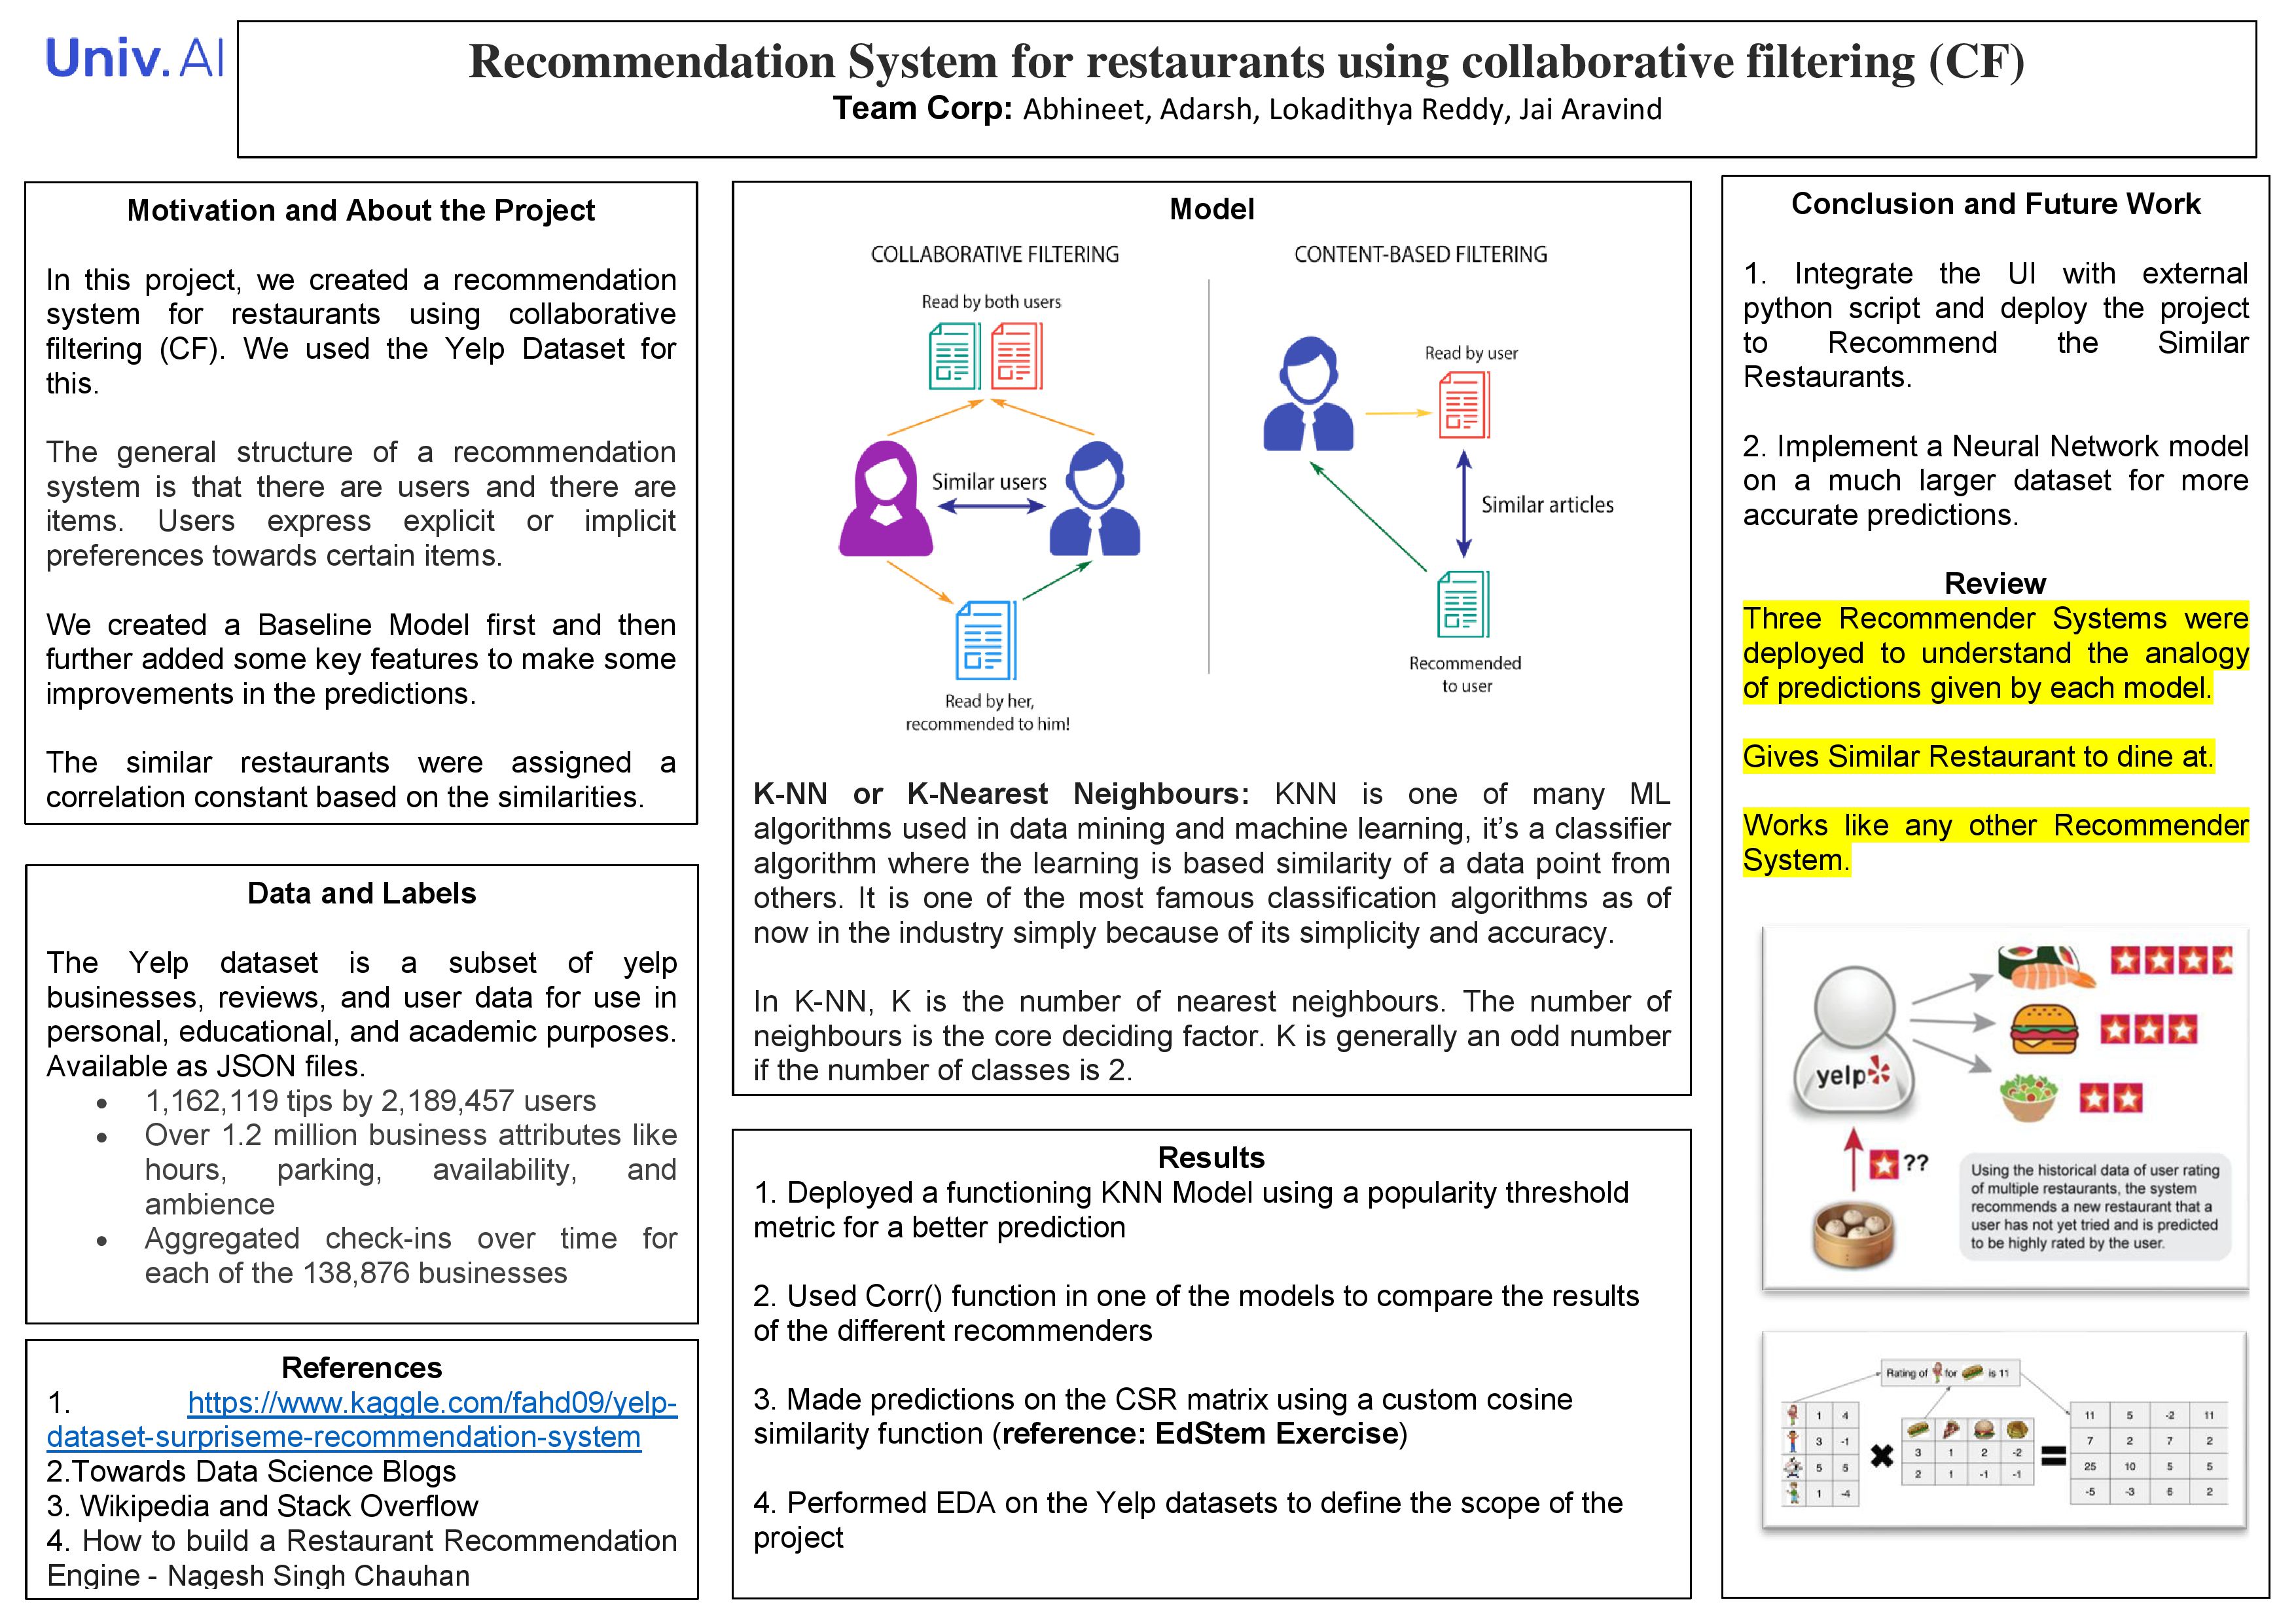 Univ.AI
Recommendation System for restaurants using collaborative filtering (CF)
Team Corp: Abhineet, Adarsh, Lokadithya Reddy, Jai Aravind
Motivation and About the Project
In this project, we created a recommendation
system for restaurants using collaborative
filtering (CF). We used the Yelp Dataset for
this.
The general structure of a recommendation
system is that there are users and there are
items. Users express explicit or implicit
preferences towards certain items.
We created a Baseline Model first and then
further added some key features to make some
improvements in the predictions.
The similar restaurants were assigned a
correlation constant based on the similarities.
Data and Labels
The Yelp dataset is a subset of yelp
businesses, reviews, and user data for use in
personal, educational, and academic purposes.
Available as JSON files.
• 1,162,119 tips by 2,189,457 users
• Over 1.2 million business attributes like
hours, parking, availability, and
ambience
• Aggregated check-ins over time for
each of the 138,876 businesses
References
1. https://www.kaggle.com/fahd09/yelp-
dataset-surpriseme-recommendation-system
2.Towards Data Science Blogs
3. Wikipedia and Stack Overflow
4. How to build a Restaurant Recommendation
Engine - Nagesh Singh Chauhan
Model
COLLABORATIVE FILTERING
Read by both users
Similar users
Read by her,
recommended to him!
CONTENT-BASED FILTERING
Read by user
Similar articles
Recommended
to user
K-NN or K-Nearest Neighbours: KNN is one of many ML
algorithms used in data mining and machine learning, it’s a classifier
algorithm where the learning is based similarity of a data point from
others. It is one of the most famous classification algorithms as of
now in the industry simply because of its simplicity and accuracy.
In K-NN, K is the number of nearest neighbours. The number of
neighbours is the core deciding factor. K is generally an odd number
if the number of classes is 2.
Results
1. Deployed a functioning KNN Model using a popularity threshold
metric for a better prediction
2. Used Corr() function in one of the models to compare the results
of the different recommenders
3. Made predictions on the CSR matrix using a custom cosine
similarity function (reference: EdStem Exercise)
4. Performed EDA on the Yelp datasets to define the scope of the
project
Conclusion and Future Work
1. Integrate the UI with external
python script and deploy the project
to Recommend the Similar
Restaurants.
2. Implement a Neural Network model
on a much larger dataset for more
accurate predictions.
Review
Three Recommender Systems were
deployed to understand the analogy
of predictions given by each model.
Gives Similar Restaurant to dine at.
Works like any other Recommender
System.
yelp
??
Using the historical data of user rating
of multiple restaurants, the system
recommends a new restaurant that a
user has not yet tried and is predicted
to be highly rated by the user.
Rating of for is 11
1 4
3 -1
5 5
1 -4
3 1 2 -2
2 1 -1 -1
11 5 -2 11
7 2 7 2
25 10 5 5
-5 -3 6 2